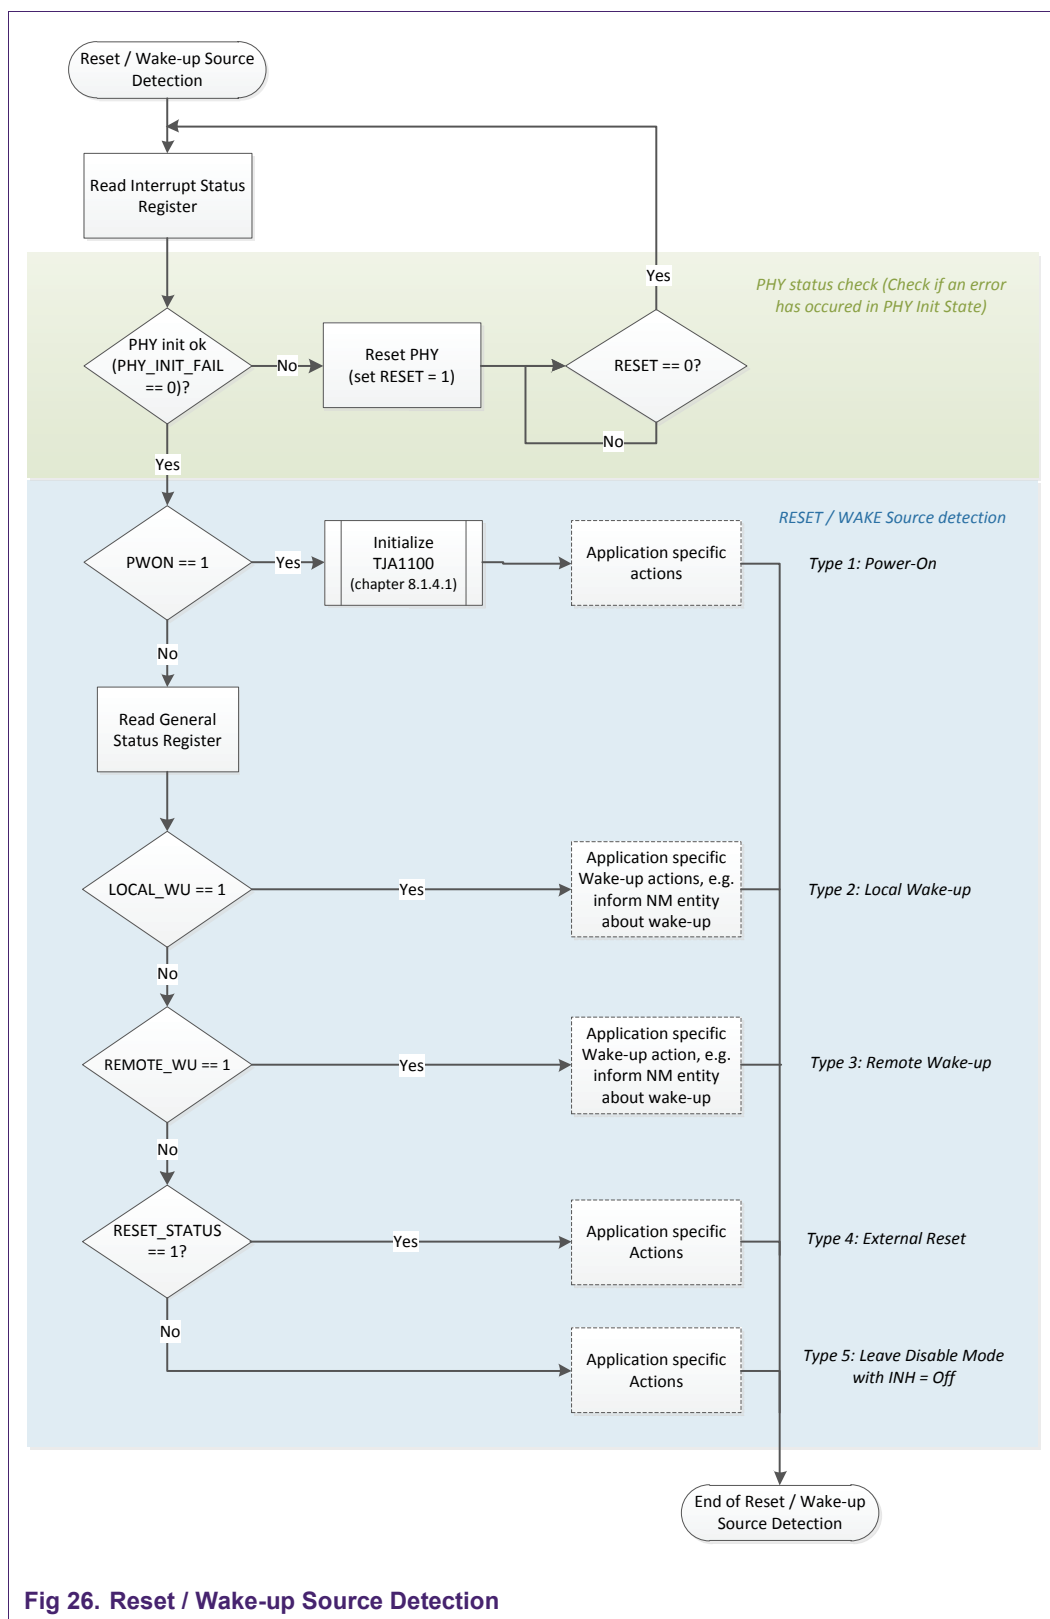 Reset / Wake-up Source
Detection
Read Interrupt Status
Register
Yes
PHY status check (Check if an error
has occured in PHY Init State)
PHY init ok
(PHY_INIT_FAIL
== 0)?
No
Reset PHY
(set RESET = 1)
RESET == 0?
No
Yes
RESET / WAKE Source detection
PWON == 1
Yes
Initialize
TJA1100
(chapter 8.1.4.1)
Application specific
actions
Type 1: Power-On
No
Read General
Status Register
LOCAL_WU == 1
Yes
Application specific
Wake-up actions, e.g.
inform NM entity
about wake-up
Type 2: Local Wake-up
No
REMOTE_WU == 1
Yes
Application specific
Wake-up action, e.g.
inform NM entity
about wake-up
Type 3: Remote Wake-up
No
RESET_STATUS
== 1?
Yes
Application specific
Actions
Type 4: External Reset
No
Application specific
Actions
Type 5: Leave Disable Mode
with INH = Off
End of Reset / Wake-up
Source Detection
Fig 26. Reset / Wake-up Source Detection